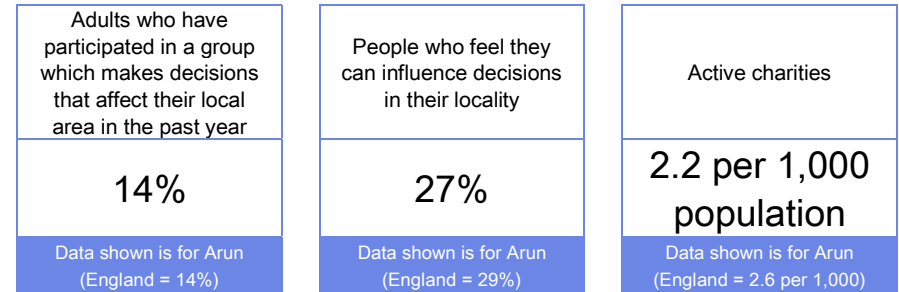 Adults who have
participated in a group
which makes decisions
that affect their local
area in the past year
14%
Data shown is for Arun
(England = 14%)
People who feel they
can influence decisions
in their locality
27%
Data shown is for Arun
(England = 29%)
Active charities
2.2 per 1,000
population
Data shown is for Arun
(England = 2.6 per 1,000)